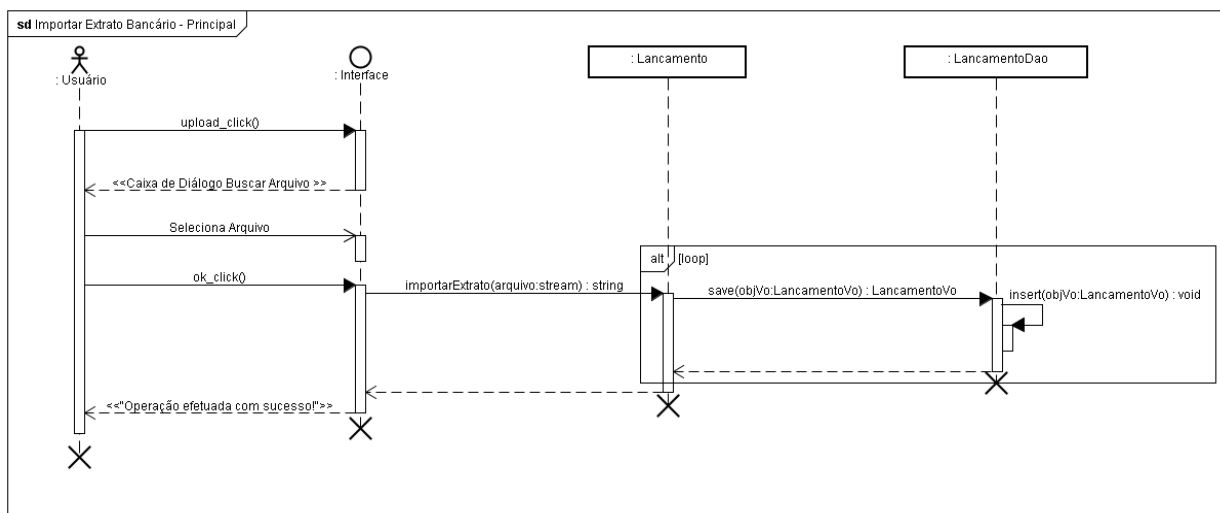 sd Importar Extrato Bancário - Principal
: Usuário
: Interface
: Lancamento
: LancamentoDao
upload_click()
<<Caixa de Diálogo Buscar Arquivo >>
Seleciona Arquivo
alt [loop]
ok_click()
importarExtrato(arquivo:stream) : string
save(objVo:LancamentoVo) : LancamentoVo
insert(objVo:LancamentoVo) : void
<<"Operação efetuada com sucesso!">>